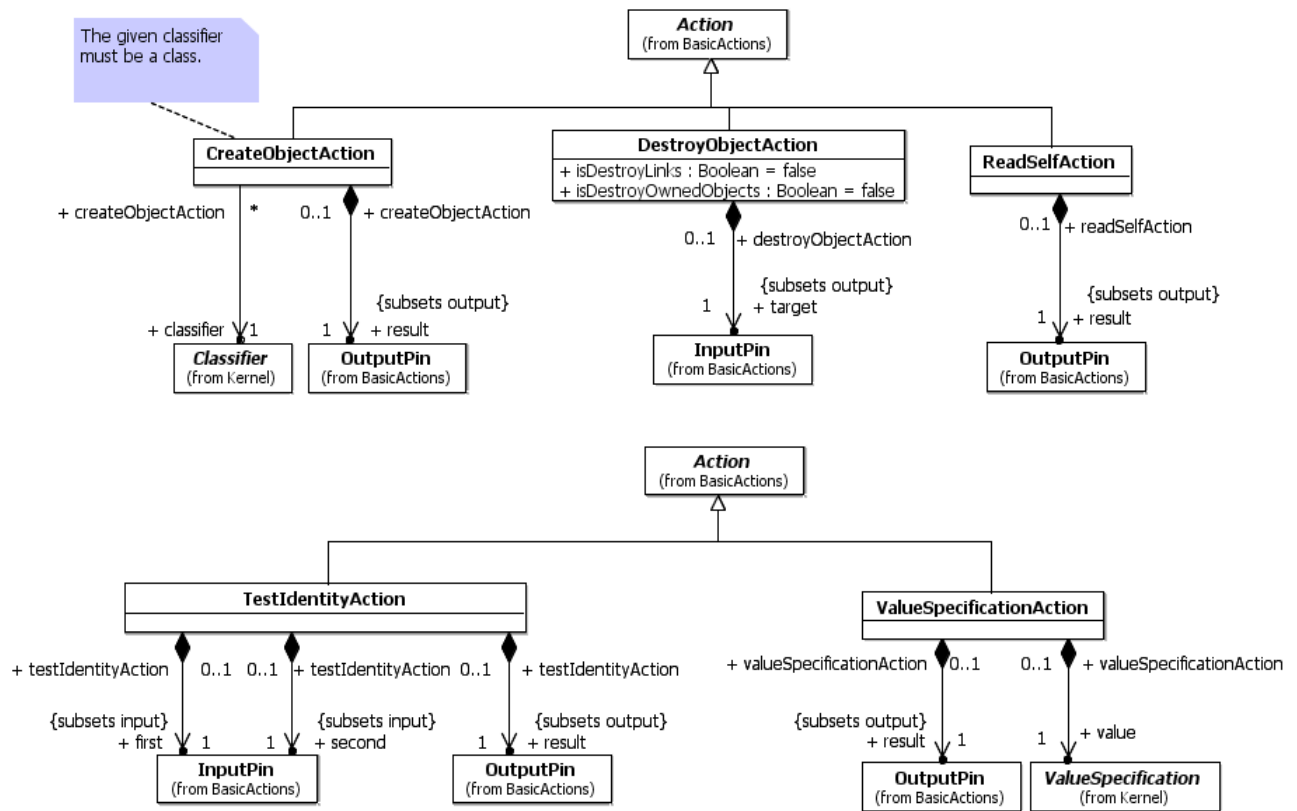 The given classifier
must be a class.
Action
(from BasicActions)
CreateObjectAction
DestroyObjectAction
+ isDestroyLinks : Boolean = false
+ isDestroyOwnedObjects : Boolean = false
ReadSelfAction
+ createObjectAction
*
0..1
+ createObjectAction
0..1
+ destroyObjectAction
0..1
+ readSelfAction
{subsets output}
+ classifier
1
1
+ result
{subsets output}
1
+ target
{subsets output}
1
+ result
Classifier
(from Kernel)
OutputPin
(from BasicActions)
InputPin
(from BasicActions)
OutputPin
(from BasicActions)
Action
(from BasicActions)
TestIdentityAction
ValueSpecificationAction
+ testIdentityAction
0..1
0..1
+ testIdentityAction
0..1
+ testIdentityAction
+ valueSpecificationAction
0..1
0..1
+ valueSpecificationAction
{subsets input}
+ first
1
{subsets input}
1
+ second
{subsets output}
1
+ result
{subsets output}
+ result
1
1
+ value
InputPin
(from BasicActions)
OutputPin
(from BasicActions)
OutputPin
(from BasicActions)
ValueSpecification
(from Kernel)